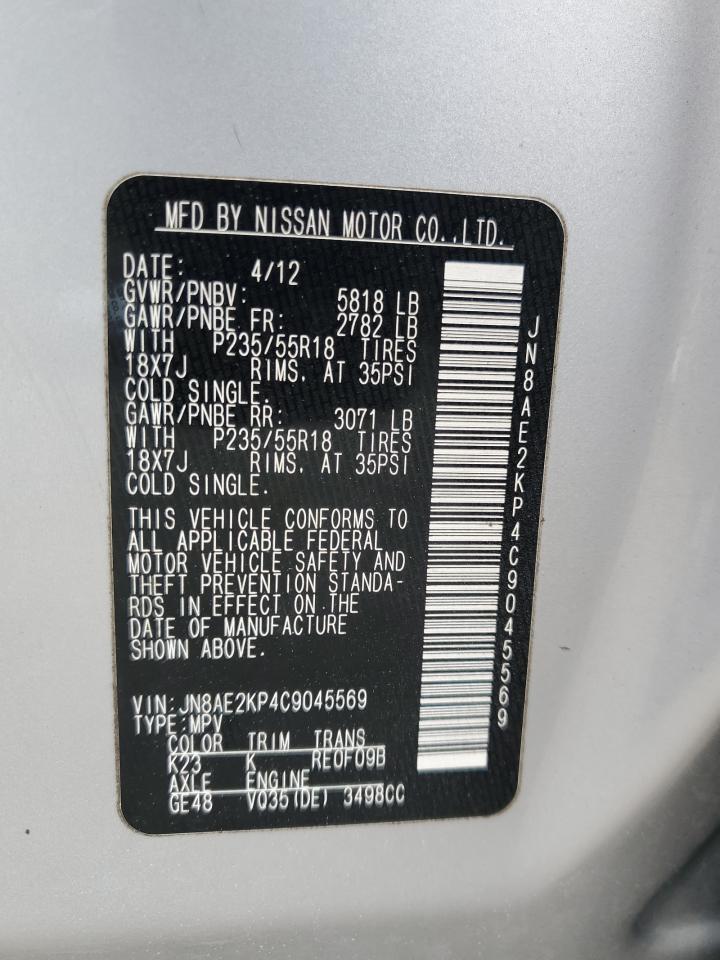 MFD BY NISSAN MOTOR CO.,LTD.
DATE: 4/12
GVWR/PNBV: 5818 LB
GAWR/PNBE FR: 2782 LB
WITH P235/55R18 TIRES
18X7J RIMS. AT 35PSI
COLD SINGLE.
GAWR/PNBE RR: 3071 LB
WITH P235/55R18 TIRES
18X7J RIMS. AT 35PSI
COLD SINGLE.
THIS VEHICLE CONFORMS TO
ALL APPLICABLE FEDERAL
MOTOR VEHICLE SAFETY AND
THEFT PREVENTION STANDA-
RDS IN EFFECT ON THE
DATE OF MANUFACTURE
SHOWN ABOVE.
VIN:JN8AE2KP4C9045569
TYPE:MPV
COLOR TRIM TRANS
K23 K RE0F09B
AXLE ENGINE
GE48 VQ35(DE) 3498CC
JN8AE2KP4C9045569